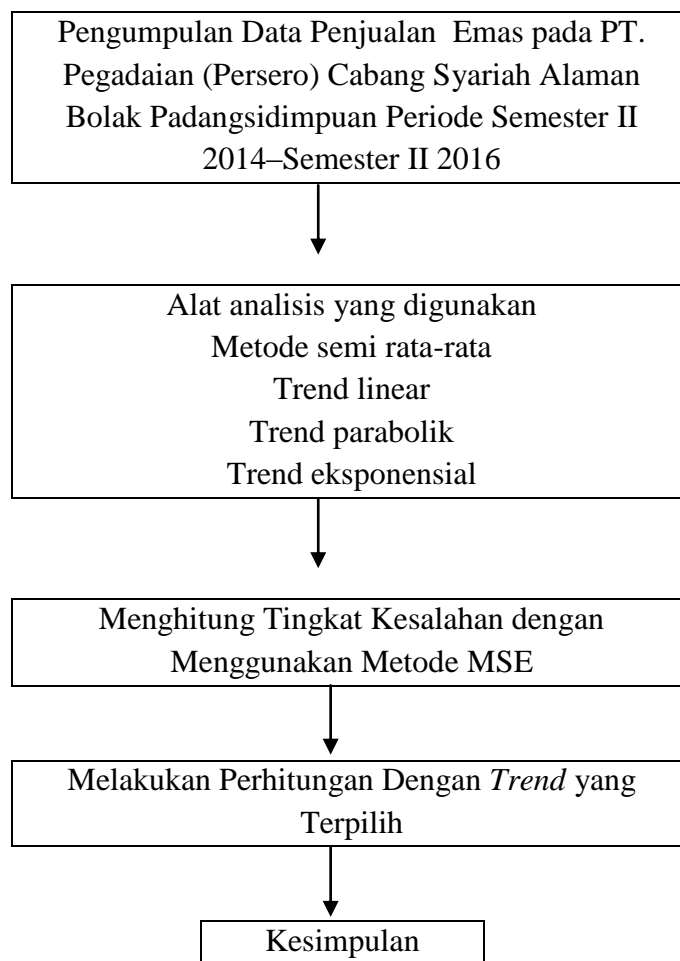 Pengumpulan Data Penjualan Emas pada PT.
Pegadaian (Persero) Cabang Syariah Alaman
Bolak Padangsidimpuan Periode Semester II
2014–Semester II 2016
Alat analisis yang digunakan
Metode semi rata-rata
Trend linear
Trend parabolik
Trend eksponensial
Menghitung Tingkat Kesalahan dengan
Menggunakan Metode MSE
Melakukan Perhitungan Dengan Trend yang
Terpilih
Kesimpulan